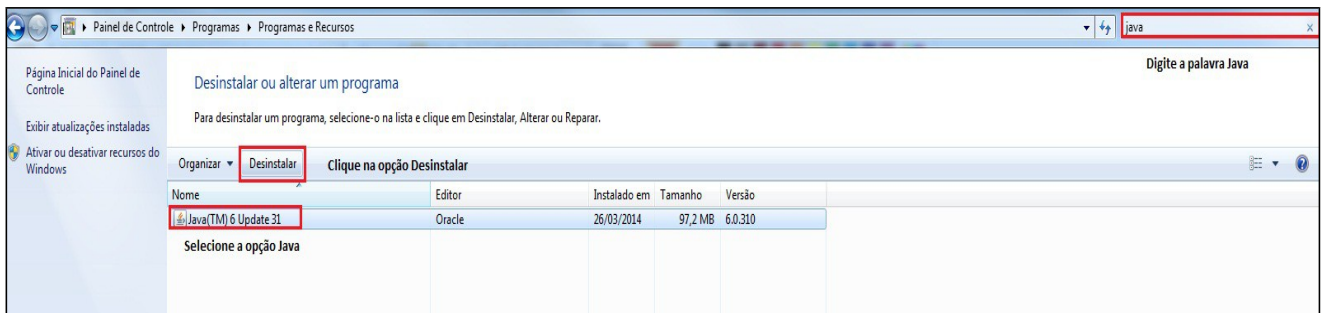 Painel de Controle ▸ Programas ▸ Programas e Recursos
java
Digite a palavra Java
Página Inicial do Painel de
Controle
Exibir atualizações instaladas
Ativar ou desativar recursos do
Windows
Desinstalar ou alterar um programa
Para desinstalar um programa, selecione-o na lista e clique em Desinstalar, Alterar ou Reparar.
Organizar Desinstalar Clique na opção Desinstalar
Nome Editor Instalado em Tamanho Versão
Java(TM) 6 Update 31 Oracle 26/03/2014 97,2 MB 6.0.310
Selecione a opção Java